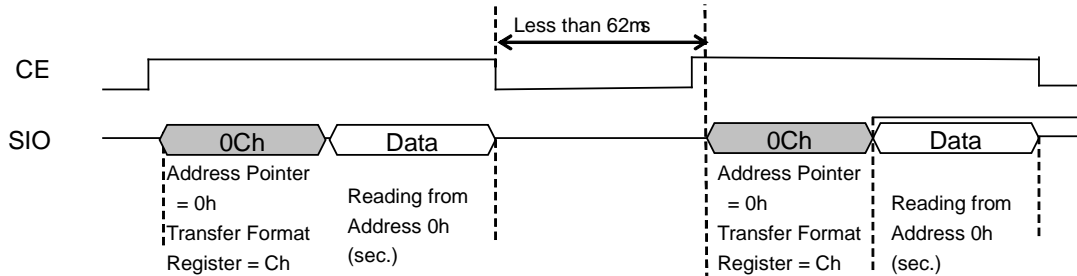 Less than 62ms
CE
SIO
0Ch
Data
0Ch
Data
Address Pointer
= 0h
Transfer Format
Register = Ch
Reading from
Address 0h
(sec.)
Address Pointer
= 0h
Transfer Format
Register = Ch
Reading from
Address 0h
(sec.)